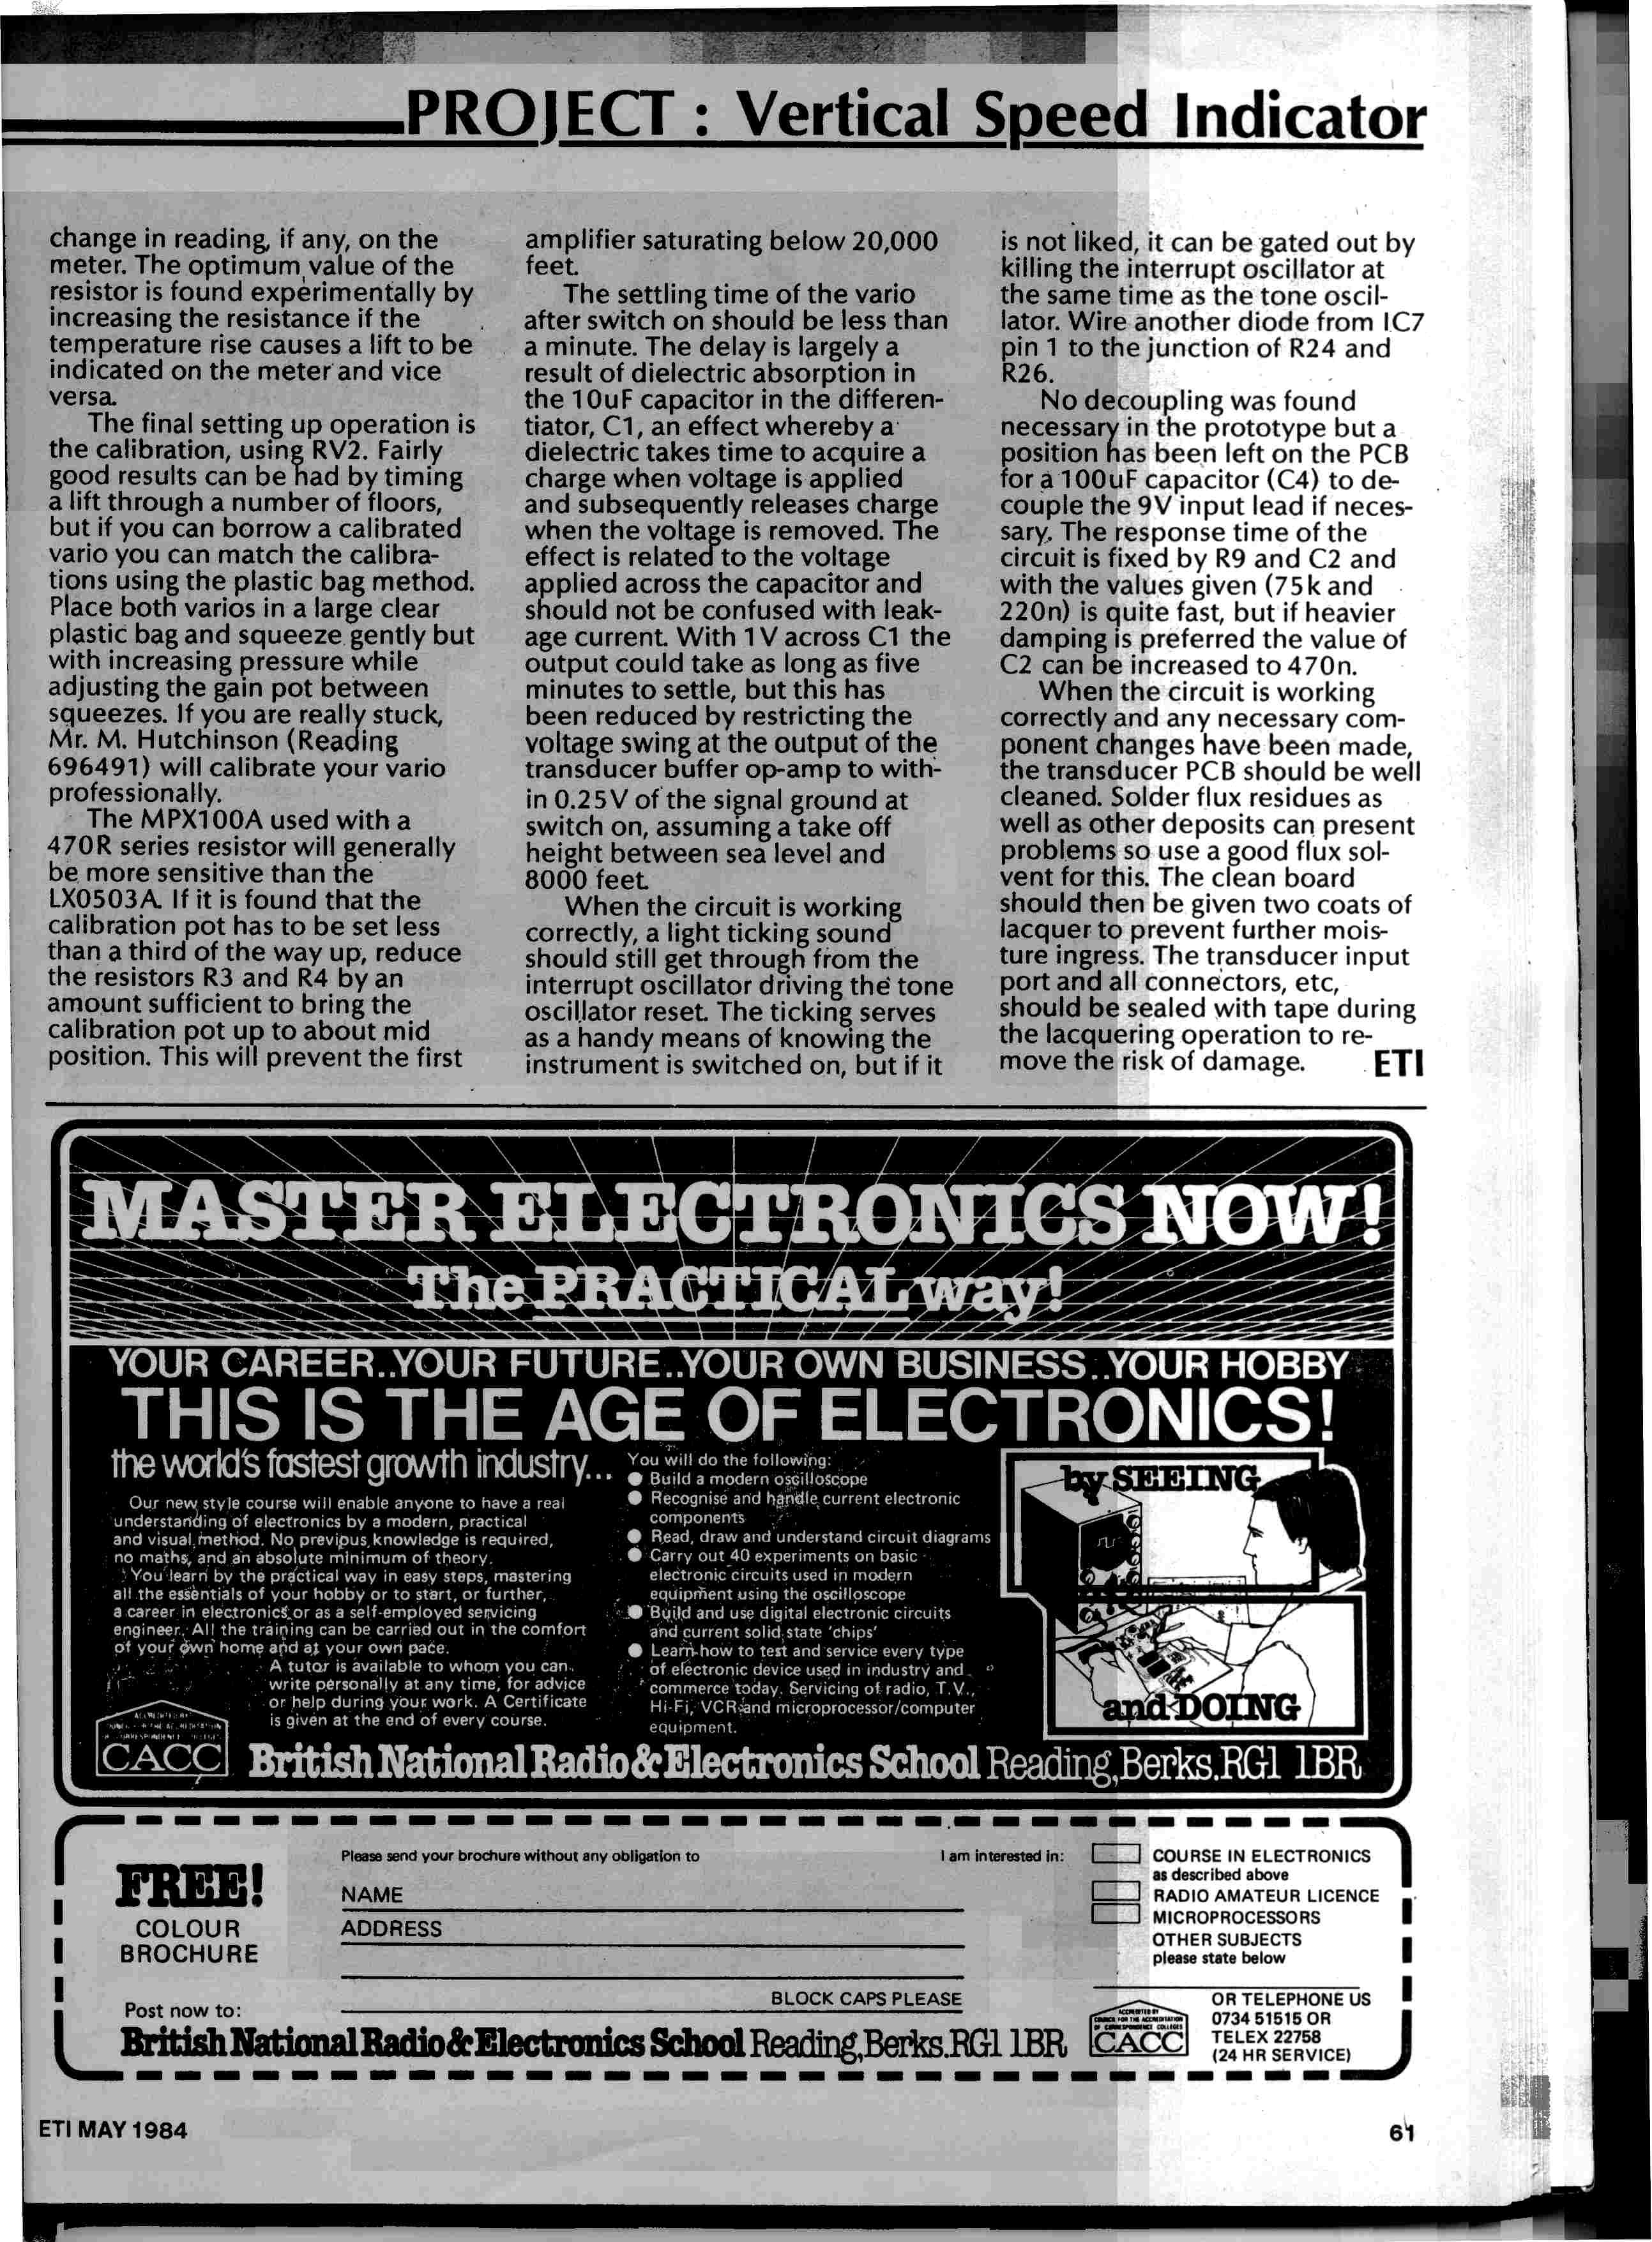 PROJECT : Vertical Speed Indicator
change in reading, if any, on the
meter. The optimum value of the
resistor is found experimentally by
increasing the resistance if the
temperature rise causes a lift to be
indicated on the meter and vice
versa.
The final setting up operation is
the calibration, using RV2. Fairly
good results can be had by timing
a lift through a number of floors,
but if you can borrow a calibrated
vario you can match the calibra-
tions using the plastic bag method.
Place both varios in a large clear
plastic bag and squeeze gently but
with increasing pressure while
adjusting the gain pot between
squeezes. If you are really stuck,
Mr. M. Hutchinson (Reading
696491) will calibrate your vario
professionally.
The MPX100A used with a
470R series resistor will generally
be more sensitive than the
LX0503A. If it is found that the
calibration pot has to be set less
than a third of the way up, reduce
the resistors R3 and R4 by an
amount sufficient to bring the
calibration pot up to about mid
position. This will prevent the first
amplifier saturating below 20,000
feet.
The settling time of the vario
after switch on should be less than
a minute. The delay is largely a
result of dielectric absorption in
the 10uF capacitor in the differen-
tiator, C1, an effect whereby a
dielectric takes time to acquire a
charge when voltage is applied
and subsequently releases charge
when the voltage is removed. The
effect is related to the voltage
applied across the capacitor and
should not be confused with leak-
age current. With 1V across C1 the
output could take as long as five
minutes to settle, but this has
been reduced by restricting the
voltage swing at the output of the
transducer buffer op-amp to with-
in 0.25V of the signal ground at
switch on, assuming a take off
height between sea level and
8000 feet.
When the circuit is working
correctly, a light ticking sound
should still get through from the
interrupt oscillator driving the tone
oscillator reset. The ticking serves
as a handy means of knowing the
instrument is switched on, but if it
is not liked, it can be gated out by
killing the interrupt oscillator at
the same time as the tone oscil-
lator. Wire another diode from IC7
pin 1 to the junction of R24 and
R26.
No decoupling was found
necessary in the prototype but a
position has been left on the PCB
for a 100uF capacitor (C4) to de-
couple the 9V input lead if neces-
sary. The response time of the
circuit is fixed by R9 and C2 and
with the values given (75k and
220n) is quite fast, but if heavier
damping is preferred the value of
C2 can be increased to 470n.
When the circuit is working
correctly and any necessary com-
ponent changes have been made,
the transducer PCB should be well
cleaned. Solder flux residues as
well as other deposits can present
problems so use a good flux sol-
vent for this. The clean board
should then be given two coats of
lacquer to prevent further mois-
ture ingress. The transducer input
port and all connectors, etc,
should be sealed with tape during
the lacquering operation to re-
move the risk of damage. ETI
MASTER ELECTRONICS NOW!
The PRACTICAL way!
YOUR CAREER..YOUR FUTURE..YOUR OWN BUSINESS..YOUR HOBBY
THIS IS THE AGE OF ELECTRONICS!
the world's fastest growth industry...
Our new style course will enable anyone to have a real
understanding of electronics by a modern, practical
and visual method. No previous knowledge is required,
no maths, and an absolute minimum of theory.
You learn by the practical way in easy steps, mastering
all the essentials of your hobby or to start, or further,
a career in electronics or as a self-employed servicing
engineer. All the training can be carried out in the comfort
of your own home and at your own pace.
A tutor is available to whom you can
write personally at any time, for advice
or help during your work. A Certificate
is given at the end of every course.
You will do the following:
● Build a modern oscilloscope
● Recognise and handle current electronic
components
● Read, draw and understand circuit diagrams
● Carry out 40 experiments on basic
electronic circuits used in modern
equipment using the oscilloscope
● Build and use digital electronic circuits
and current solid state 'chips'
● Learn how to test and service every type
of electronic device used in industry and
commerce today. Servicing of radio, T.V.,
Hi-Fi, VCR and microprocessor/computer
equipment.
by SEEING
and DOING
ACCREDITED BY
CACC
British National Radio & Electronics School Reading, Berks. RG1 1BR
FREE!
COLOUR
BROCHURE
Please send your brochure without any obligation to
NAME
ADDRESS
BLOCK CAPS PLEASE
I am interested in:
COURSE IN ELECTRONICS
as described above
RADIO AMATEUR LICENCE
MICROPROCESSORS
OTHER SUBJECTS
please state below
Post now to:
British National Radio & Electronics School Reading, Berks. RG1 1BR
ACCREDITED BY
COUNCIL FOR THE ACCREDITATION
OF CORRESPONDENCE COLLEGES
CACC
OR TELEPHONE US
0734 51515 OR
TELEX 22758
(24 HR SERVICE)
ETI MAY 1984
61